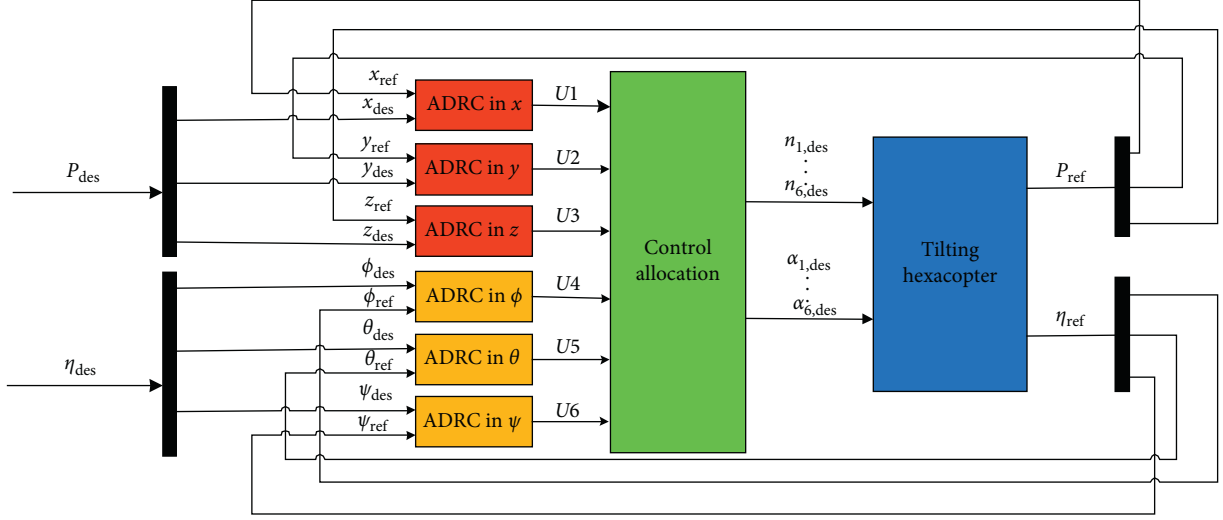 x_ref
ADRC in x
U1
x_des
y_ref
ADRC in y
U2
y_des
P_des
z_ref
ADRC in z
U3
z_des
ϕ_des
ADRC in ϕ
U4
ϕ_ref
θ_des
ADRC in θ
U5
θ_ref
η_des
ψ_des
ADRC in ψ
U6
ψ_ref
Control
allocation
n_1,des
⋮
n_6,des
α_1,des
⋮
α_6,des
Tilting
hexacopter
P_ref
η_ref